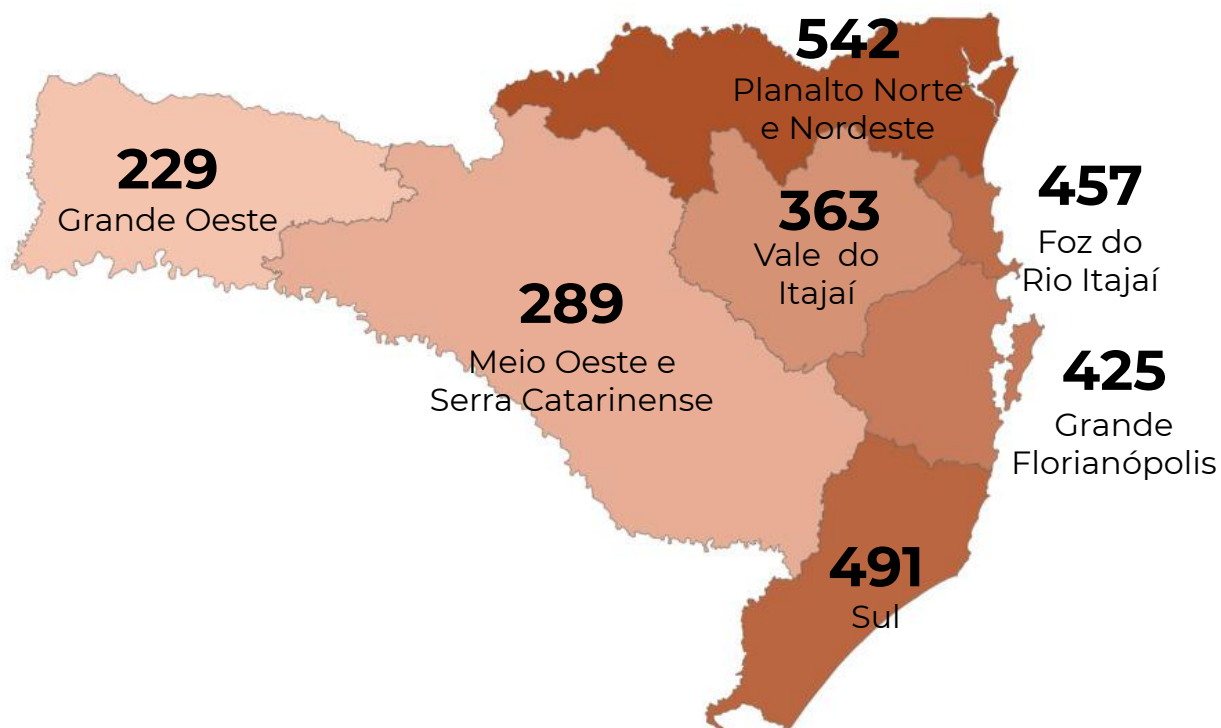 542
Planalto Norte
e Nordeste
229
Grande Oeste
457
Foz do
Rio Itajaí
363
Vale do
Itajaí
289
Meio Oeste e
Serra Catarinense
425
Grande
Florianópolis
491
Sul